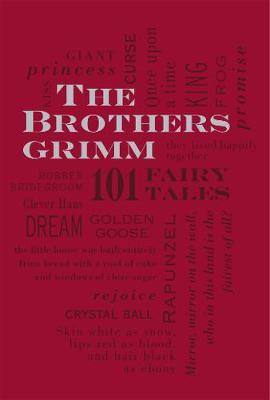 GIANT
princess
KISS
CURSE
Once upon
a time
KING
FROG
promise
THE
BROTHERS
GRIMM
they lived happily
together
ROBBER
BRIDEGROOM
101 FAIRY
TALES
Clever Hans
DREAM
GOLDEN
GOOSE
the little house was built entirely
from bread with a roof of cake
and windows of clear sugar
RAPUNZEL
Mirror, mirror on the wall,
who in this land is the
fairest of all?
rejoice
CRYSTAL BALL
Skin white as snow,
lips red as blood,
and hair black
as ebony